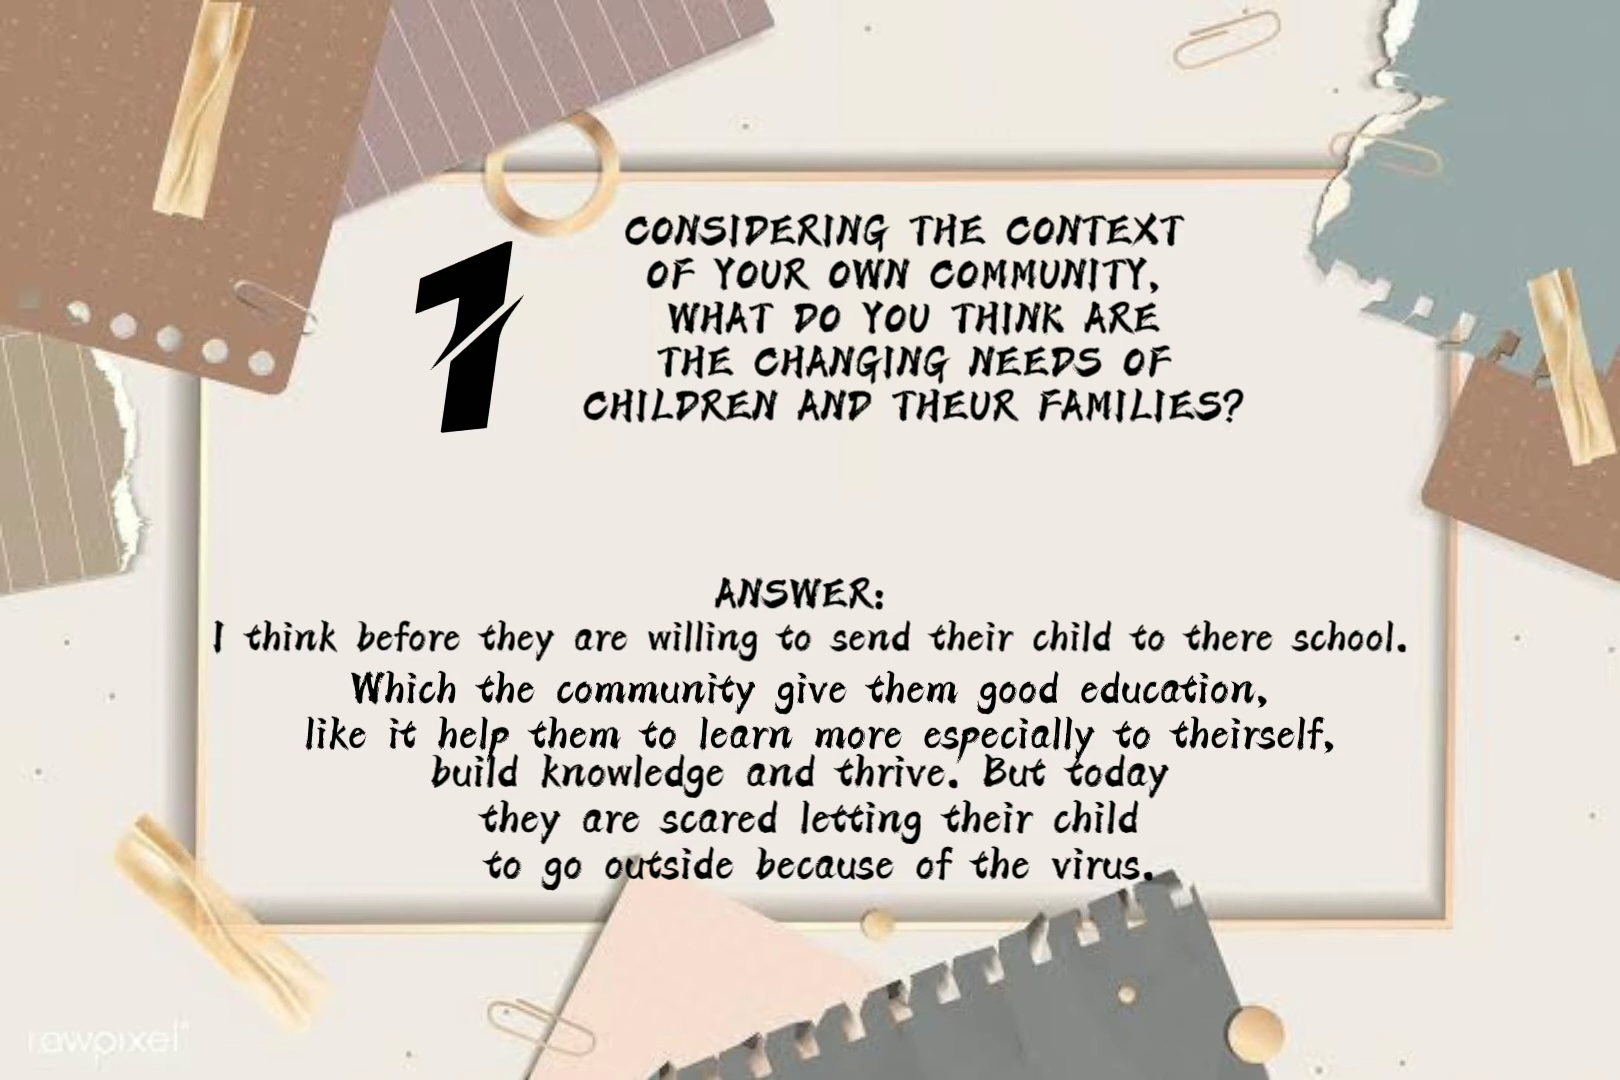 1
CONSIDERING THE CONTEXT
OF YOUR OWN COMMUNITY,
WHAT DO YOU THINK ARE
THE CHANGING NEEDS OF
CHILDREN AND THEUR FAMILIES?
ANSWER:
I think before they are willing to send their child to there school.
Which the community give them good education,
like it help them to learn more especially to theirself,
build knowledge and thrive. But today
they are scared letting their child
to go outside because of the virus.
rawpixel